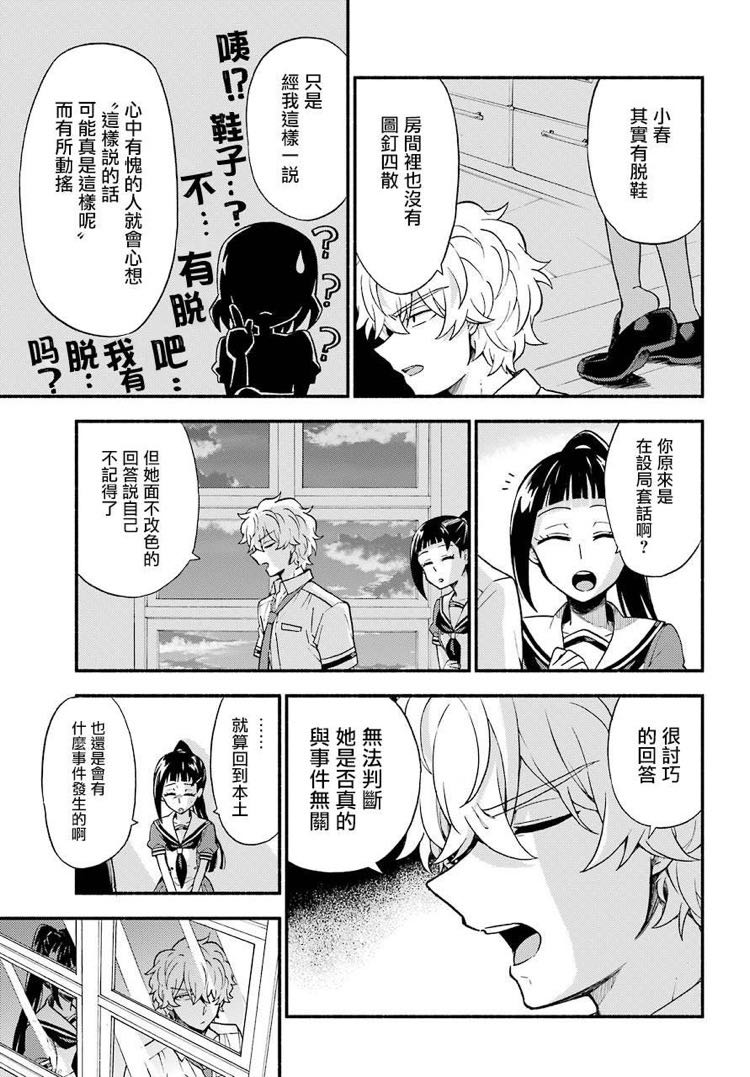 小春
其實有脫鞋
房間裡也沒有
圖釘四散
只是
經我這樣一説
咦!?
鞋子…?
不…
有脫
吧…
我有
脫…
吗?
????
心中有愧的人就會心想
〝這樣説的話
可能真是這樣呢〞
而有所動搖
你原來是
在設局套話啊?
但她面不改色的
回答説自己
不記得了
很討巧
的回答
無法判斷
她是否真的
與事件無關
……
就算回到本土
也還是會有
什麼事件發生的啊